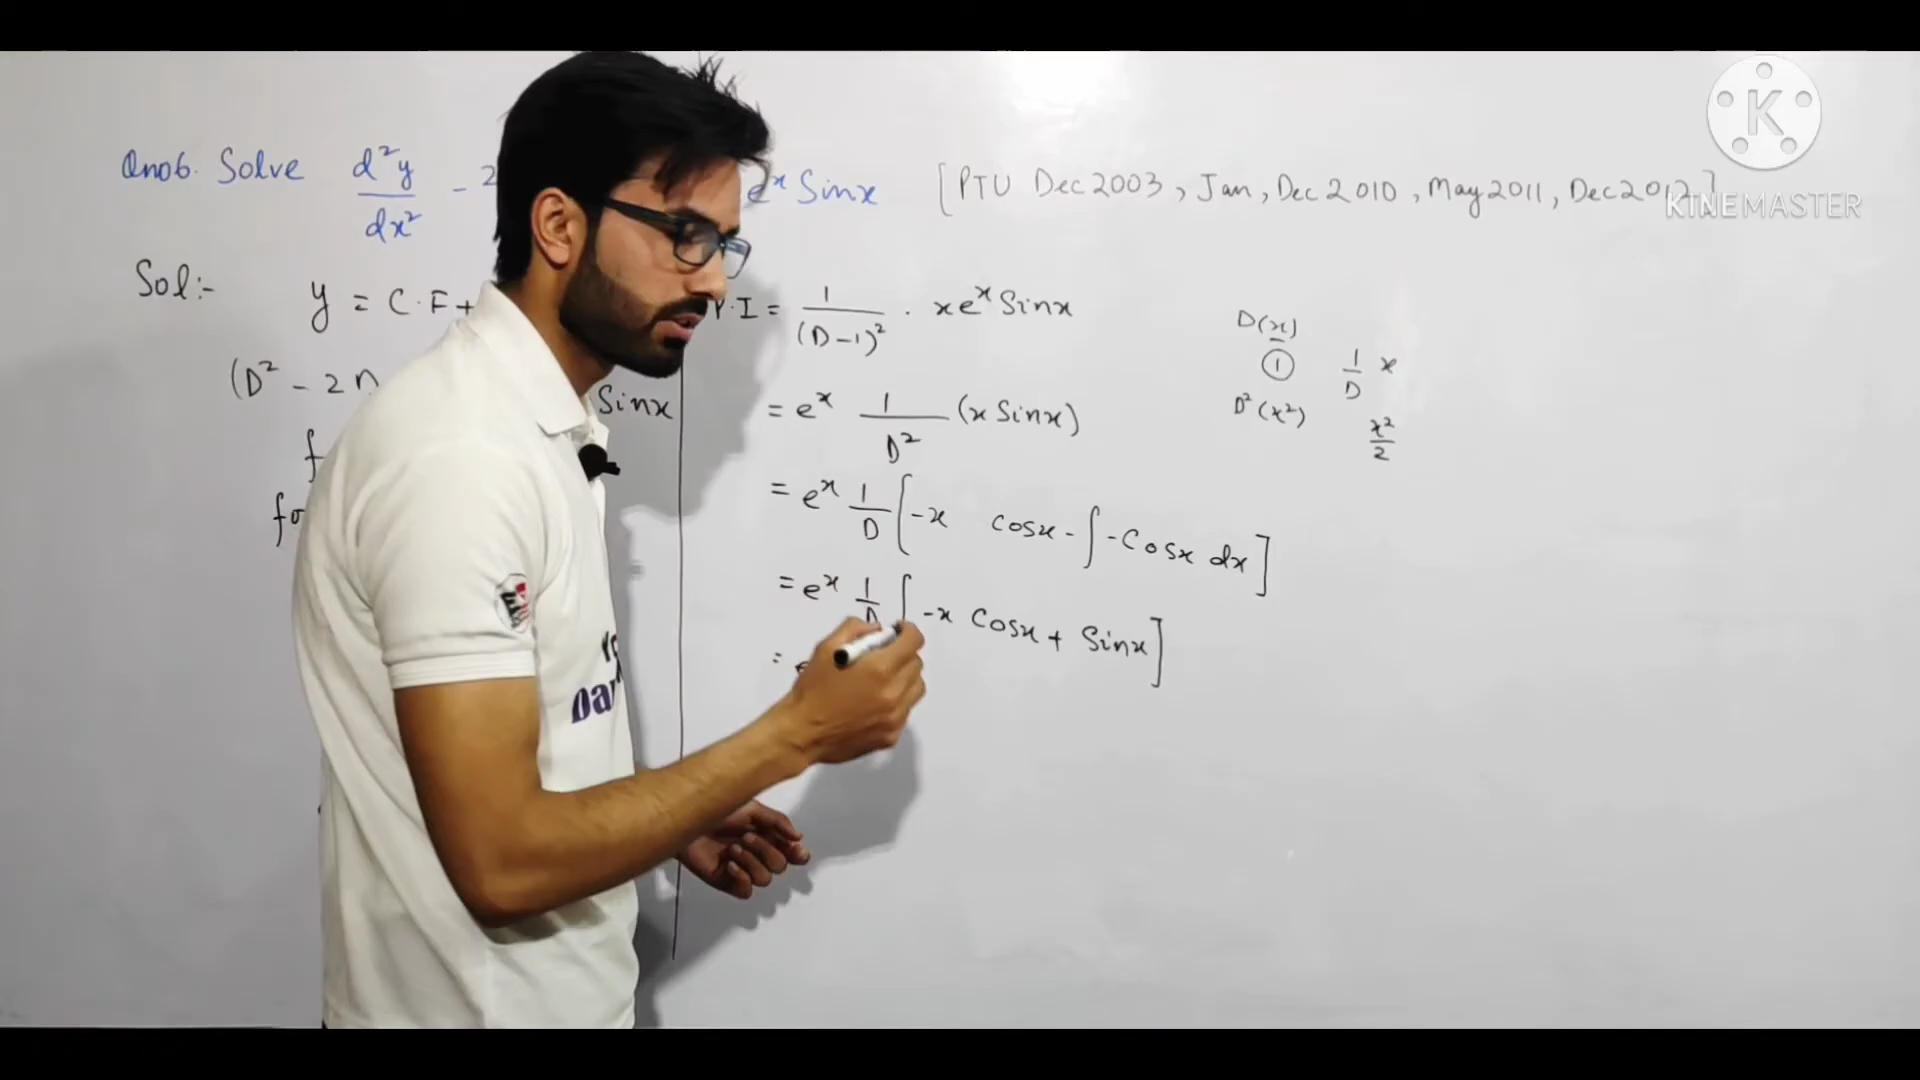 Qno6. Solve d²y/dx² - 2 eˣ Sinx [PTU Dec 2003, Jan, Dec 2010, May 2011, Dec 2012]
KINEMASTER
Sol:- y = C.F +
P.I = 1/(D-1)² . xeˣ Sinx
(D² - 2D Sinx
= eˣ 1/D² (x Sinx)
= eˣ 1/D [-x cosx - ∫ -Cosx dx]
= eˣ 1/D [-x Cosx + Sinx]
=
D(x)
1
D²(x²)
1/D x
x²/2